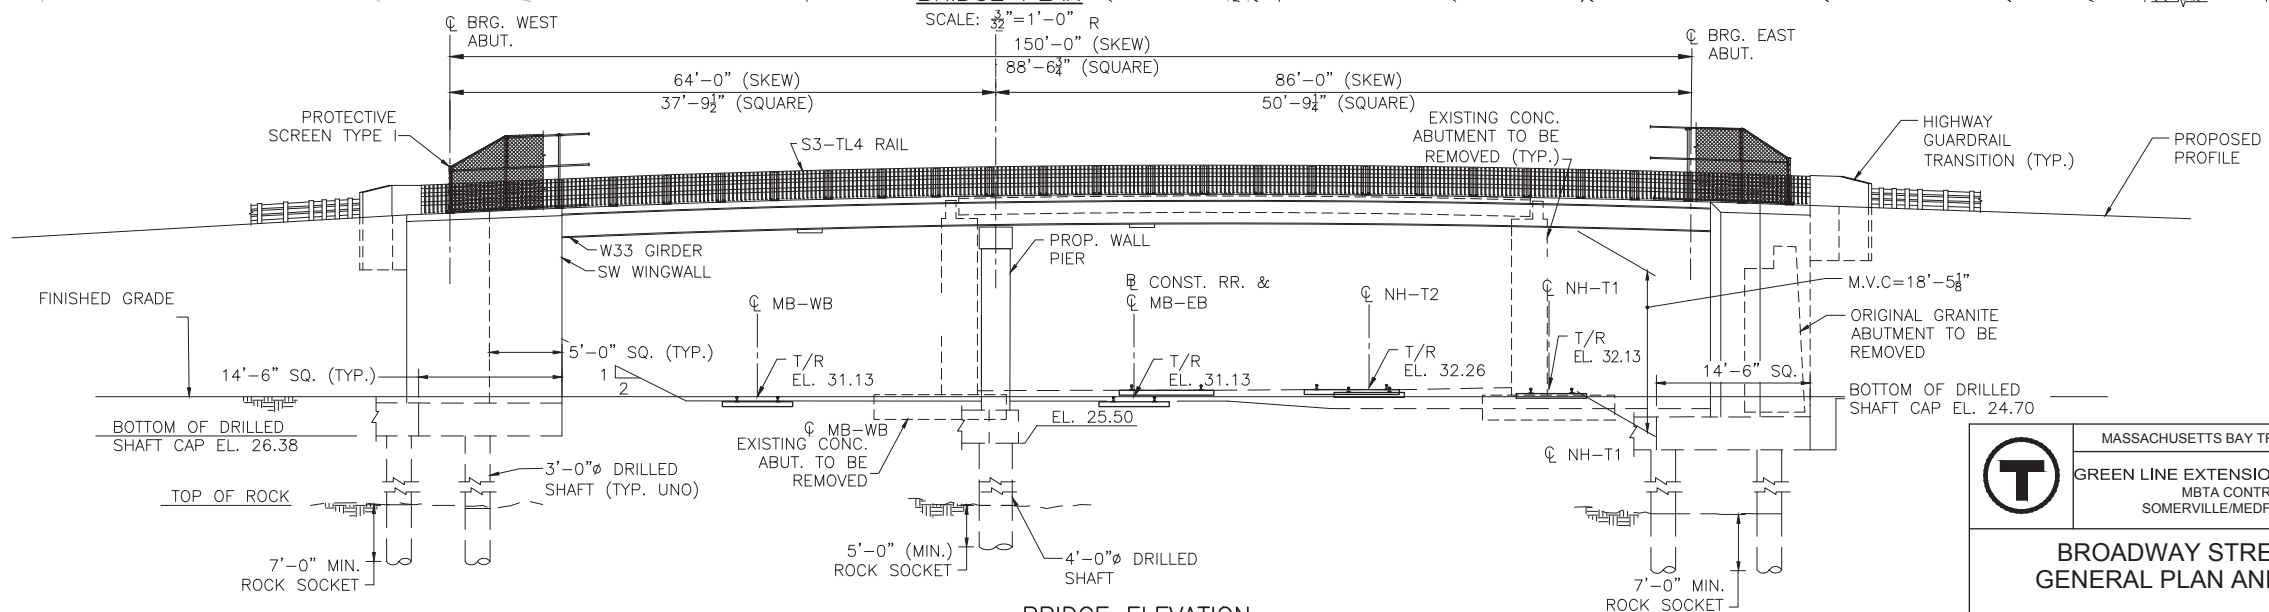 SCALE: 3/32"=1'-0" R
℄ BRG. WEST
ABUT.
150'-0" (SKEW)
88'-6 3/4" (SQUARE)
℄ BRG. EAST
ABUT.
64'-0" (SKEW)
37'-9 1/2" (SQUARE)
86'-0" (SKEW)
50'-9 1/4" (SQUARE)
PROTECTIVE
SCREEN TYPE I
S3-TL4 RAIL
EXISTING CONC.
ABUTMENT TO BE
REMOVED (TYP.)
HIGHWAY
GUARDRAIL
TRANSITION (TYP.)
PROPOSED
PROFILE
W33 GIRDER
SW WINGWALL
PROP. WALL
PIER
FINISHED GRADE
℄ MB-WB
B CONST. RR. &
℄ MB-EB
℄ NH-T2
℄ NH-T1
M.V.C=18'-5 1/8"
ORIGINAL GRANITE
ABUTMENT TO BE
REMOVED
5'-0" SQ. (TYP.)
14'-6" SQ. (TYP.)
1
2
T/R
EL. 31.13
T/R
EL. 31.13
T/R
EL. 32.26
T/R
EL. 32.13
14'-6" SQ.
BOTTOM OF DRILLED
SHAFT CAP EL. 24.70
BOTTOM OF DRILLED
SHAFT CAP EL. 26.38
℄ MB-WB
EXISTING CONC.
ABUT. TO BE
REMOVED
EL. 25.50
℄ NH-T1
3'-0"ø DRILLED
SHAFT (TYP. UNO)
TOP OF ROCK
7'-0" MIN.
ROCK SOCKET
5'-0" (MIN.)
ROCK SOCKET
4'-0"ø DRILLED
SHAFT
7'-0" MIN.
ROCK SOCKET
T
MASSACHUSETTS BAY TR
GREEN LINE EXTENSIO
MBTA CONTR
SOMERVILLE/MEDF
BROADWAY STRE
GENERAL PLAN AN